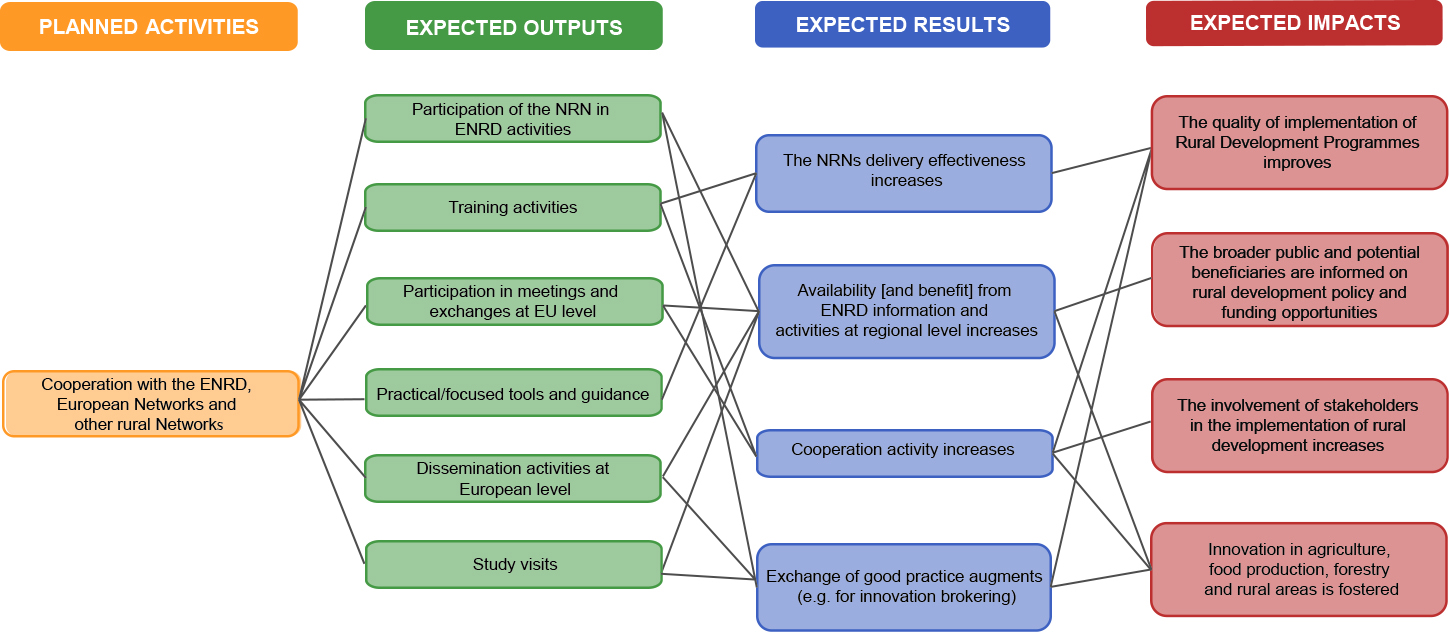 PLANNED ACTIVITIES
EXPECTED OUTPUTS
EXPECTED RESULTS
EXPECTED IMPACTS
Cooperation with the ENRD,
European Networks and
other rural Networks
Participation of the NRN in
ENRD activities
Training activities
Participation in meetings and
exchanges at EU level
Practical/focused tools and guidance
Dissemination activities at
European level
Study visits
The NRNs delivery effectiveness
increases
Availability [and benefit] from
ENRD information and
activities at regional level increases
Cooperation activity increases
Exchange of good practice augments
(e.g. for innovation brokering)
The quality of implementation of
Rural Development Programmes
improves
The broader public and potential
beneficiaries are informed on
rural development policy and
funding opportunities
The involvement of stakeholders
in the implementation of rural
development increases
Innovation in agriculture,
food production, forestry
and rural areas is fostered